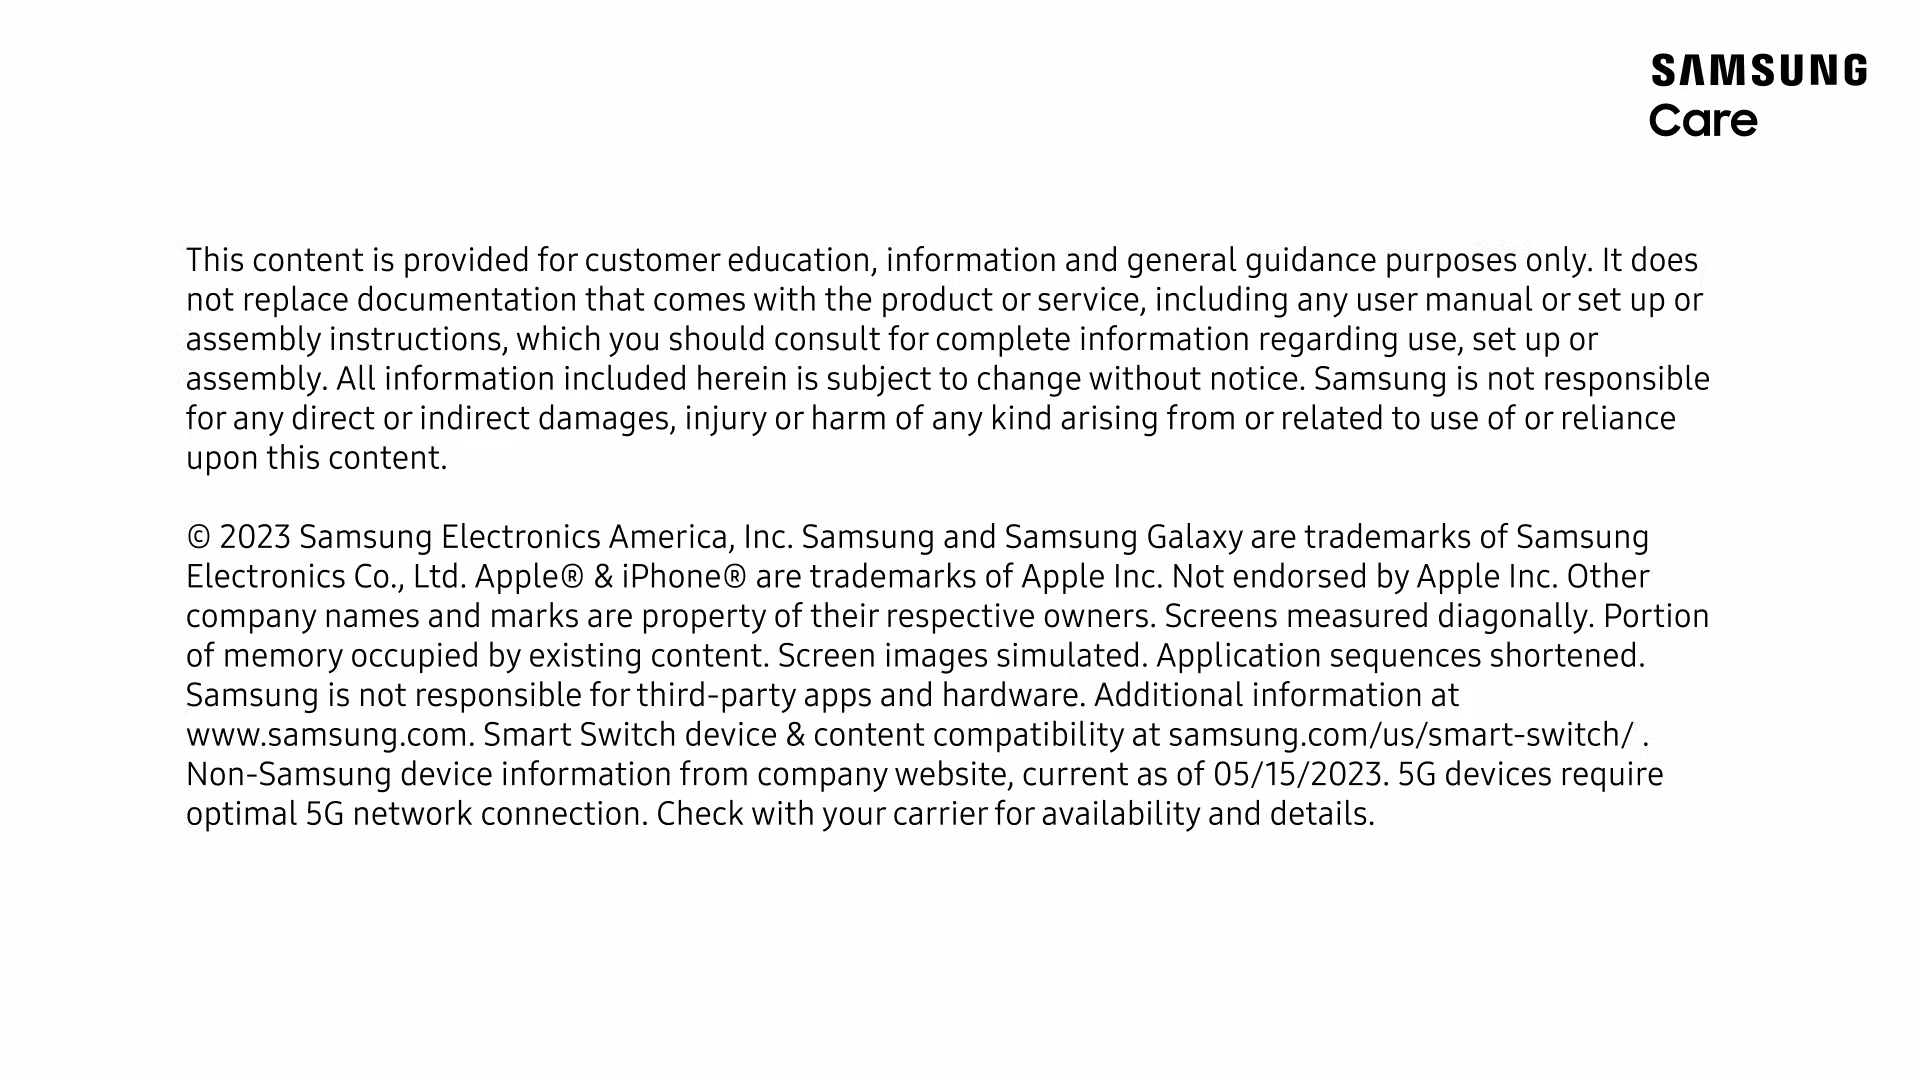 SAMSUNG
Care
This content is provided for customer education, information and general guidance purposes only. It does
not replace documentation that comes with the product or service, including any user manual or set up or
assembly instructions, which you should consult for complete information regarding use, set up or
assembly. All information included herein is subject to change without notice. Samsung is not responsible
for any direct or indirect damages, injury or harm of any kind arising from or related to use of or reliance
upon this content.
© 2023 Samsung Electronics America, Inc. Samsung and Samsung Galaxy are trademarks of Samsung
Electronics Co., Ltd. Apple® & iPhone® are trademarks of Apple Inc. Not endorsed by Apple Inc. Other
company names and marks are property of their respective owners. Screens measured diagonally. Portion
of memory occupied by existing content. Screen images simulated. Application sequences shortened.
Samsung is not responsible for third-party apps and hardware. Additional information at
www.samsung.com. Smart Switch device & content compatibility at samsung.com/us/smart-switch/ .
Non-Samsung device information from company website, current as of 05/15/2023. 5G devices require
optimal 5G network connection. Check with your carrier for availability and details.